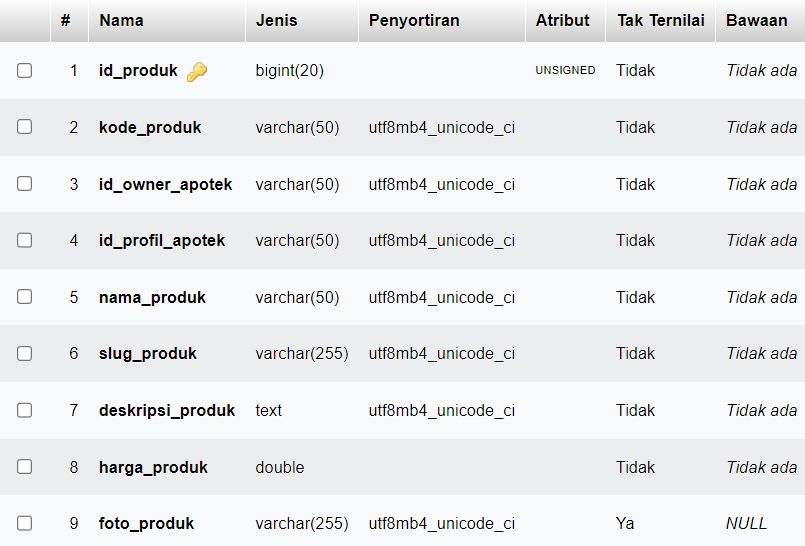 # Nama Jenis Penyortiran Atribut Tak Ternilai Bawaan
1 id_produk bigint(20) UNSIGNED Tidak Tidak ada
2 kode_produk varchar(50) utf8mb4_unicode_ci Tidak Tidak ada
3 id_owner_apotek varchar(50) utf8mb4_unicode_ci Tidak Tidak ada
4 id_profil_apotek varchar(50) utf8mb4_unicode_ci Tidak Tidak ada
5 nama_produk varchar(50) utf8mb4_unicode_ci Tidak Tidak ada
6 slug_produk varchar(255) utf8mb4_unicode_ci Tidak Tidak ada
7 deskripsi_produk text utf8mb4_unicode_ci Tidak Tidak ada
8 harga_produk double Tidak Tidak ada
9 foto_produk varchar(255) utf8mb4_unicode_ci Ya NULL